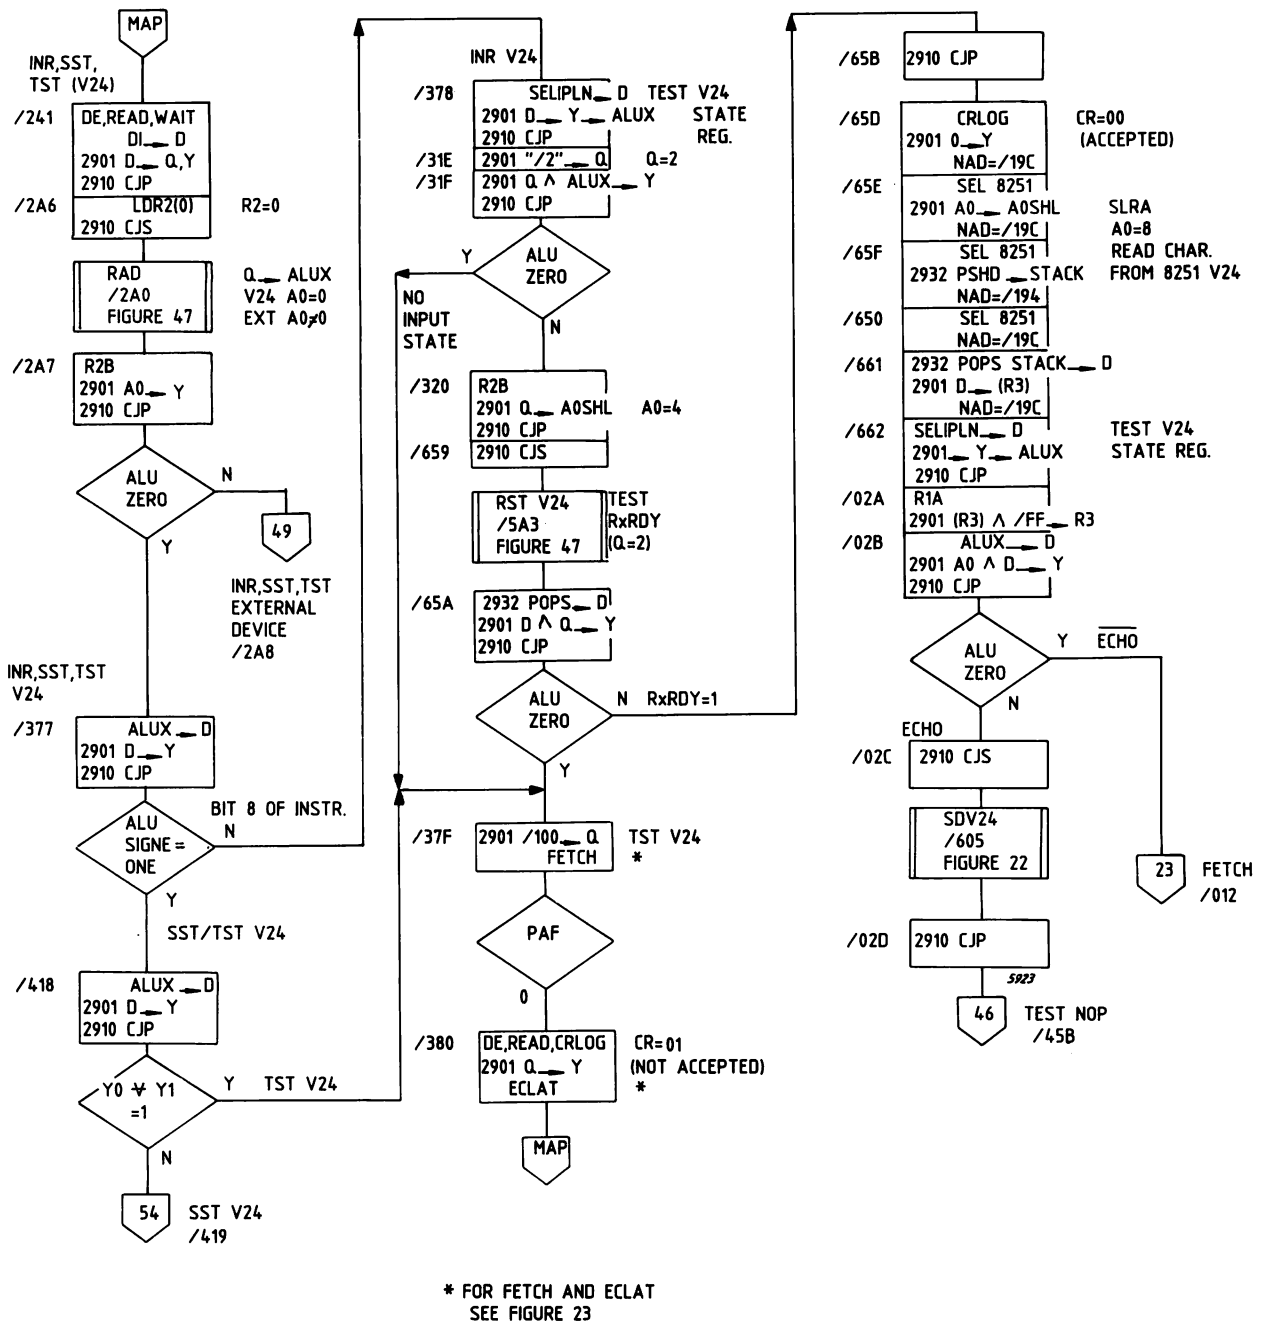 MAP
INR,SST,
TST (V24)
/241
DE,READ,WAIT
DI → D
2901 D → Q,Y
2910 CJP
/2A6
LDR2(0) R2=0
2910 CJS
RAD
/2A0
FIGURE 47
Q → ALUX
V24 A0=0
EXT A0≠0
/2A7
R2B
2901 A0 → Y
2910 CJP
ALU
ZERO
N
Y
49
INR,SST,TST
EXTERNAL
DEVICE
/2A8
INR,SST,TST
V24
/377
ALUX → D
2901 D → Y
2910 CJP
ALU
SIGNE=
ONE
BIT 8 OF INSTR.
N
Y
SST/TST V24
/418
ALUX → D
2901 D → Y
2910 CJP
Y0 ∀ Y1
=1
Y TST V24
N
54
SST V24
/419
INR V24
/378
SELIPLN → D TEST V24
2901 D → Y → ALUX STATE
2910 CJP REG.
/31E
2901 "/2" → Q Q=2
/31F
2901 Q ∧ ALUX → Y
2910 CJP
ALU
ZERO
Y
NO
INPUT
STATE
N
/320
R2B
2901 Q → A0SHL A0=4
2910 CJP
/659
2910 CJS
RST V24
/5A3
FIGURE 47
TEST
RxRDY
(Q=2)
/65A
2932 POPS → D
2901 D ∧ Q → Y
2910 CJP
ALU
ZERO
N RxRDY=1
Y
/37F
2901 /100 → Q TST V24
FETCH *
PAF
0
/380
DE,READ,CRLOG CR=01
2901 Q → Y (NOT ACCEPTED)
ECLAT *
MAP
/65B
2910 CJP
/65D
CRLOG CR=00
2901 0 → Y (ACCEPTED)
NAD=/19C
/65E
SEL 8251
2901 A0 → A0SHL SLRA
NAD=/19C A0=8
/65F
SEL 8251 READ CHAR.
2932 PSHD → STACK FROM 8251 V24
NAD=/194
/650
SEL 8251
NAD=/19C
/661
2932 POPS STACK → D
2901 D → (R3)
NAD=/19C
/662
SELIPLN → D TEST V24
2901 → Y → ALUX STATE REG.
2910 CJP
/02A
R1A
2901 (R3) ∧ /FF → R3
/02B
ALUX → D
2901 A0 ∧ D → Y
2910 CJP
ALU
ZERO
Y E̅C̅H̅O̅
N
ECHO
/02C
2910 CJS
SDV24
/605
FIGURE 22
23
FETCH
/012
/02D
2910 CJP
5923
46
TEST NOP
/45B
* FOR FETCH AND ECLAT
SEE FIGURE 23